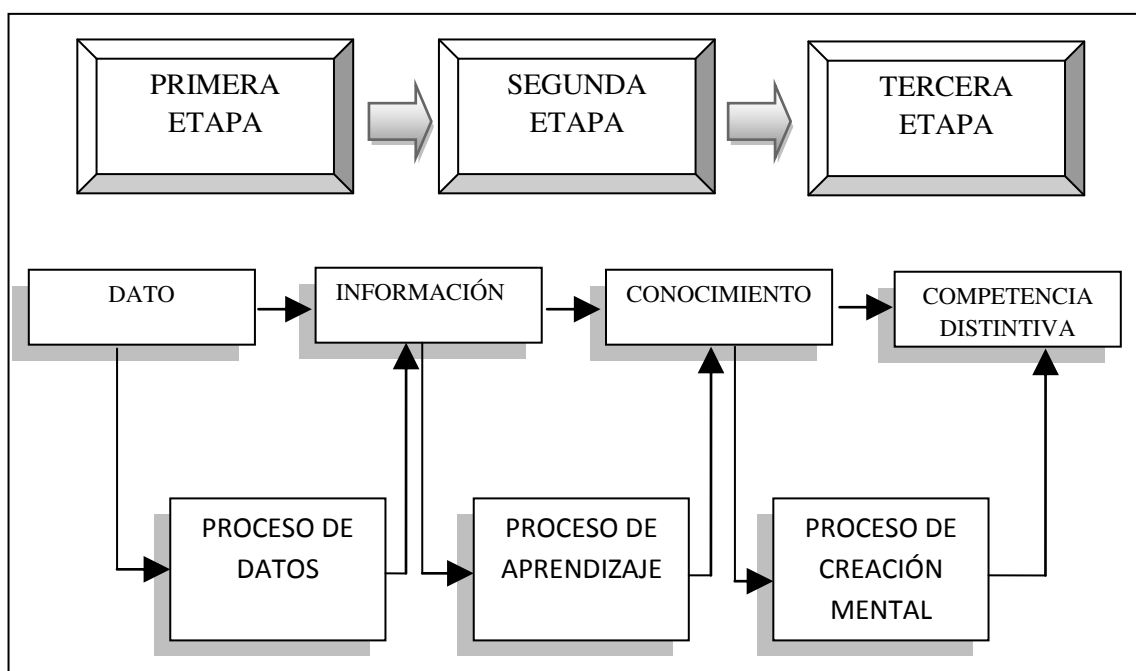 PRIMERA
ETAPA
SEGUNDA
ETAPA
TERCERA
ETAPA
DATO
INFORMACIÓN
CONOCIMIENTO
COMPETENCIA
DISTINTIVA
PROCESO DE
DATOS
PROCESO DE
APRENDIZAJE
PROCESO DE
CREACIÓN
MENTAL